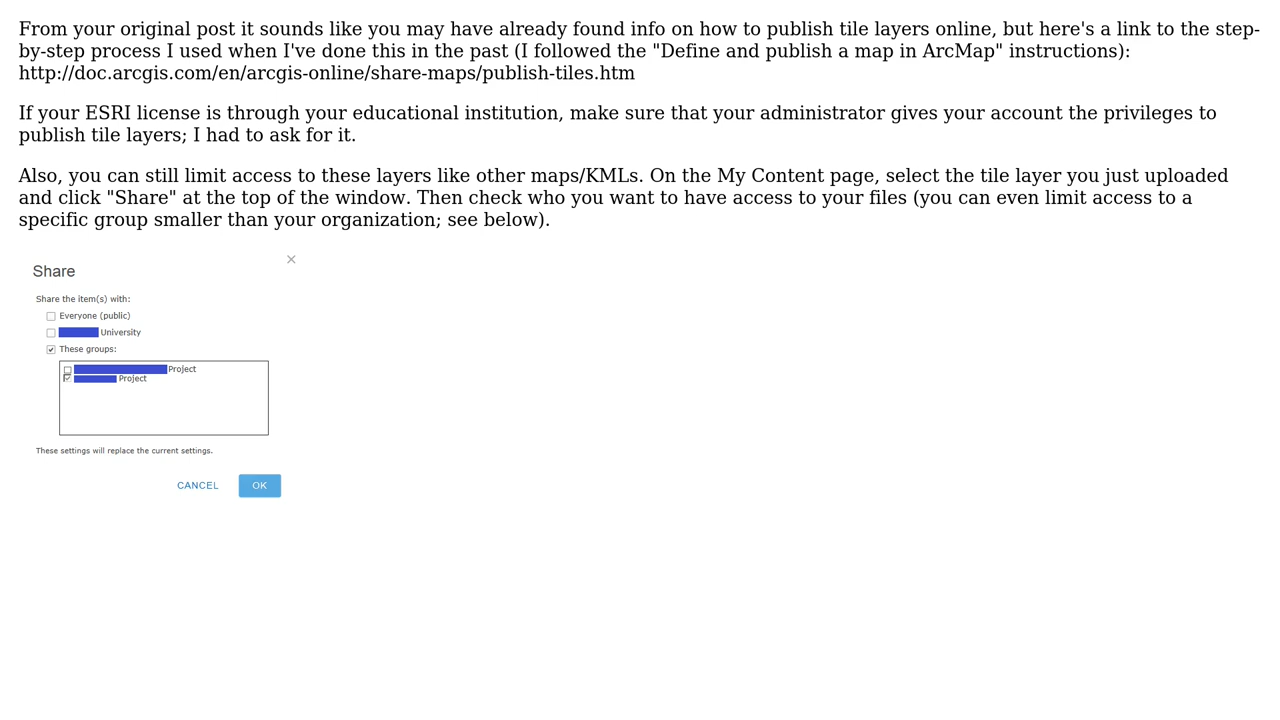 From your original post it sounds like you may have already found info on how to publish tile layers online, but here's a link to the step-
by-step process I used when I've done this in the past (I followed the "Define and publish a map in ArcMap" instructions):
http://doc.arcgis.com/en/arcgis-online/share-maps/publish-tiles.htm
If your ESRI license is through your educational institution, make sure that your administrator gives your account the privileges to
publish tile layers; I had to ask for it.
Also, you can still limit access to these layers like other maps/KMLs. On the My Content page, select the tile layer you just uploaded
and click "Share" at the top of the window. Then check who you want to have access to your files (you can even limit access to a
specific group smaller than your organization; see below).
Share
Share the item(s) with:
Everyone (public)
University
These groups:
Project
Project
These settings will replace the current settings.
CANCEL OK